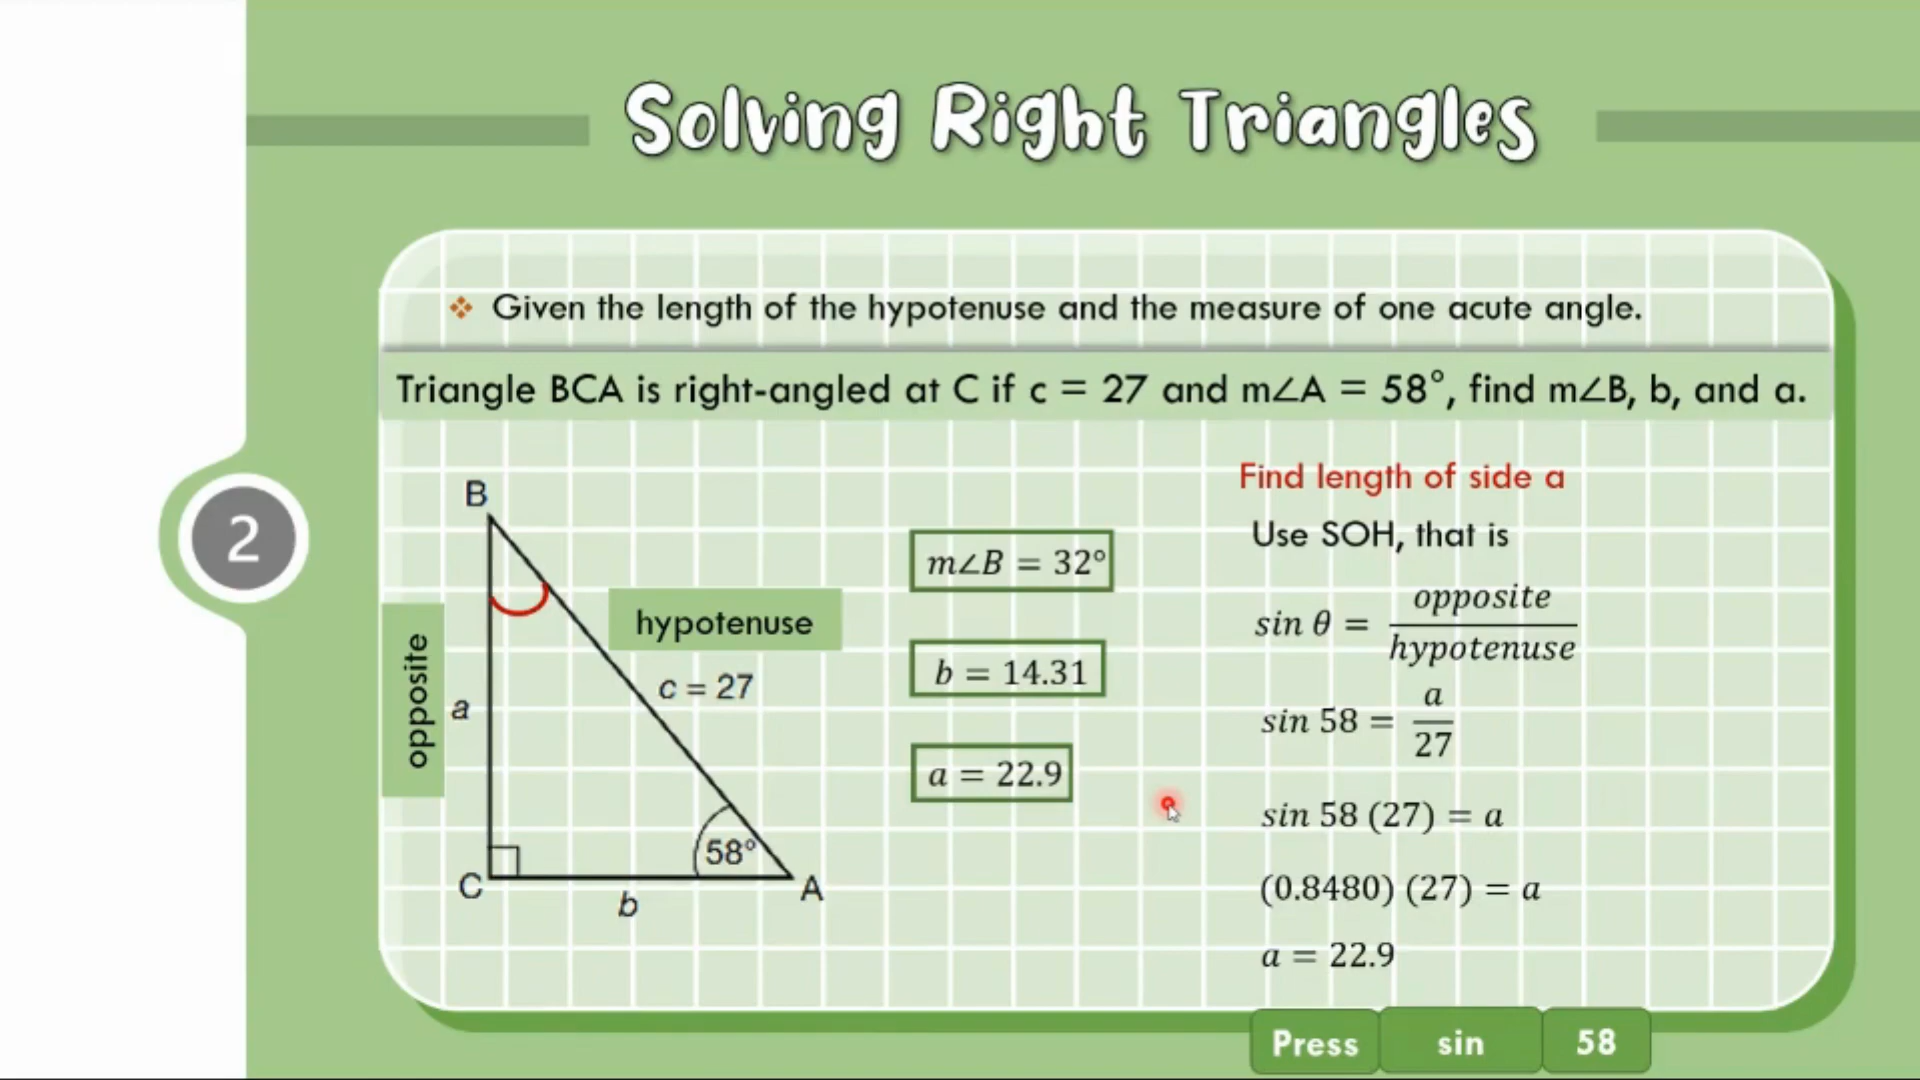 Solving Right Triangles
❖ Given the length of the hypotenuse and the measure of one acute angle.
Triangle BCA is right-angled at C if c = 27 and m∠A = 58°, find m∠B, b, and a.
2
B
opposite
a
hypotenuse
c = 27
58°
C
b
A
m∠B = 32°
b = 14.31
a = 22.9
Find length of side a
Use SOH, that is
sin θ = opposite / hypotenuse
sin 58 = a / 27
sin 58 (27) = a
(0.8480) (27) = a
a = 22.9
Press sin 58